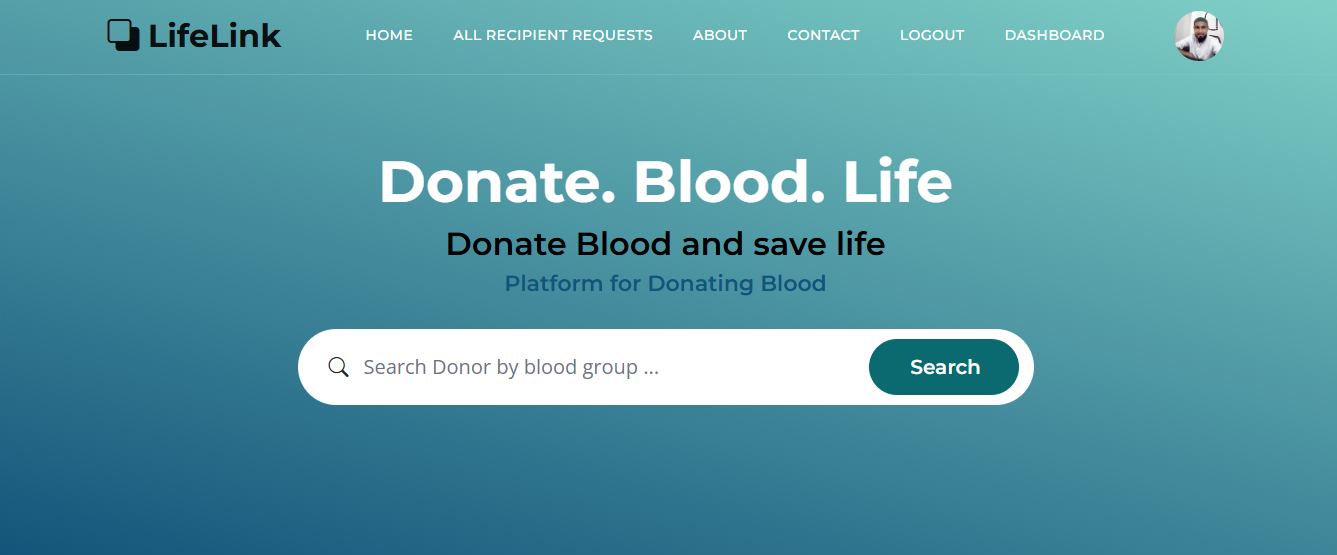 LifeLink HOME ALL RECIPIENT REQUESTS ABOUT CONTACT LOGOUT DASHBOARD
Donate. Blood. Life
Donate Blood and save life
Platform for Donating Blood
Search Donor by blood group ... Search